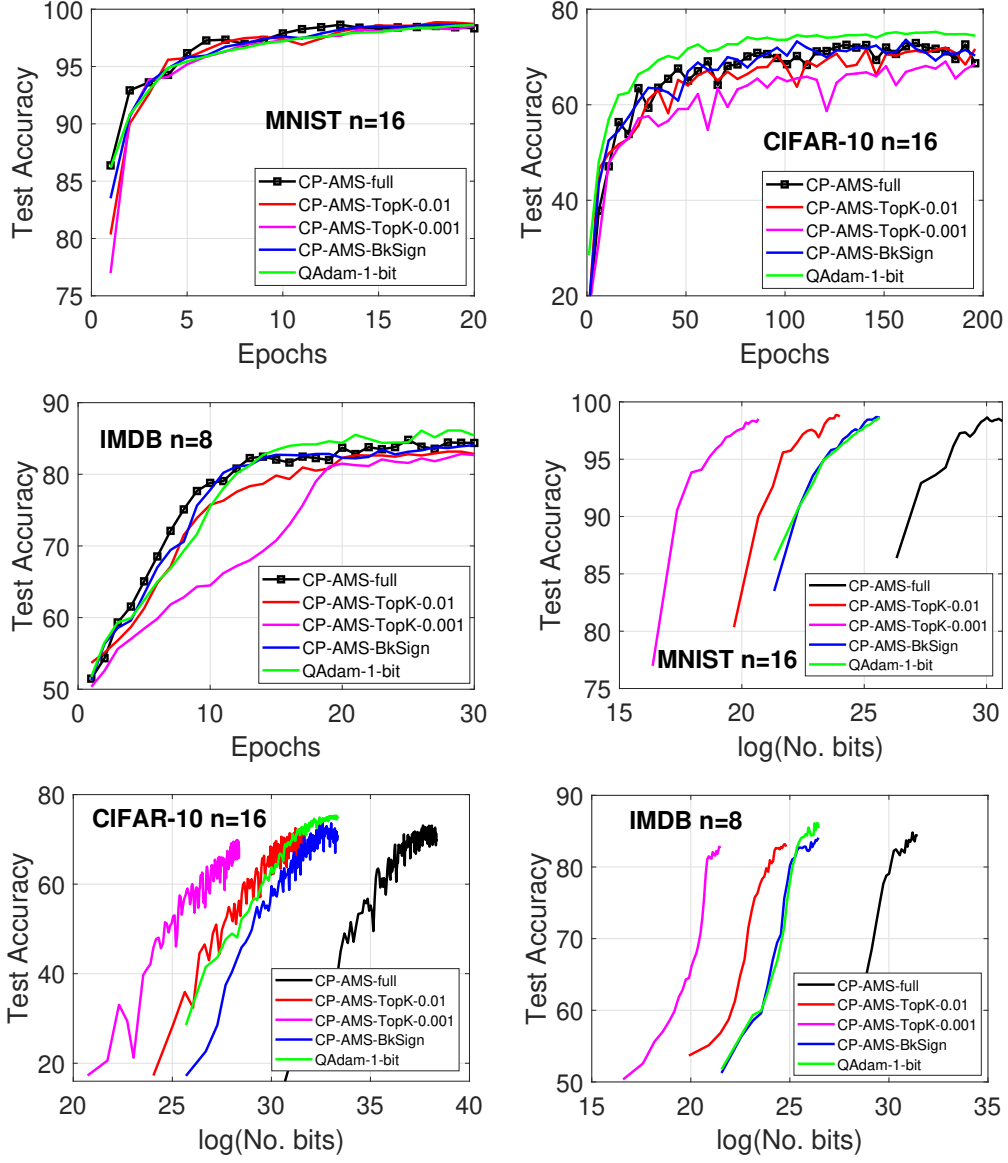 100
95
90
85
80
75
0
5
10
15
20
Test Accuracy
Epochs
MNIST n=16
CP-AMS-full
CP-AMS-TopK-0.01
CP-AMS-TopK-0.001
CP-AMS-BkSign
QAdam-1-bit
80
60
40
20
0
50
100
150
200
Test Accuracy
Epochs
CIFAR-10 n=16
CP-AMS-full
CP-AMS-TopK-0.01
CP-AMS-TopK-0.001
CP-AMS-BkSign
QAdam-1-bit
90
80
70
60
50
0
10
20
30
Test Accuracy
Epochs
IMDB n=8
CP-AMS-full
CP-AMS-TopK-0.01
CP-AMS-TopK-0.001
CP-AMS-BkSign
QAdam-1-bit
100
95
90
85
80
75
15
20
25
30
Test Accuracy
log(No. bits)
MNIST n=16
CP-AMS-full
CP-AMS-TopK-0.01
CP-AMS-TopK-0.001
CP-AMS-BkSign
QAdam-1-bit
80
60
40
20
20
25
30
35
40
Test Accuracy
log(No. bits)
CIFAR-10 n=16
CP-AMS-full
CP-AMS-TopK-0.01
CP-AMS-TopK-0.001
CP-AMS-BkSign
QAdam-1-bit
90
80
70
60
50
15
20
25
30
35
Test Accuracy
log(No. bits)
IMDB n=8
CP-AMS-full
CP-AMS-TopK-0.01
CP-AMS-TopK-0.001
CP-AMS-BkSign
QAdam-1-bit